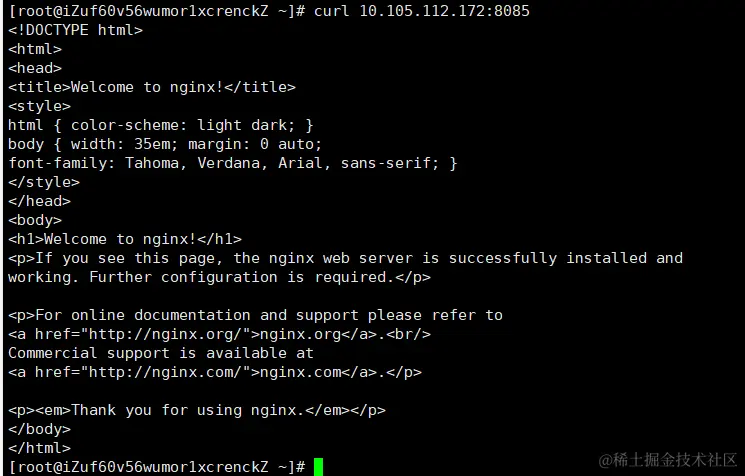 [root@iZuf60v56wumor1xcrenckZ ~]# curl 10.105.112.172:8085
<!DOCTYPE html>
<html>
<head>
<title>Welcome to nginx!</title>
<style>
html { color-scheme: light dark; }
body { width: 35em; margin: 0 auto;
font-family: Tahoma, Verdana, Arial, sans-serif; }
</style>
</head>
<body>
<h1>Welcome to nginx!</h1>
<p>If you see this page, the nginx web server is successfully installed and
working. Further configuration is required.</p>

<p>For online documentation and support please refer to
<a href="http://nginx.org/">nginx.org</a>.<br/>
Commercial support is available at
<a href="http://nginx.com/">nginx.com</a>.</p>

<p><em>Thank you for using nginx.</em></p>
</body>
</html>
[root@iZuf60v56wumor1xcrenckZ ~]#
@稀土掘金技术社区